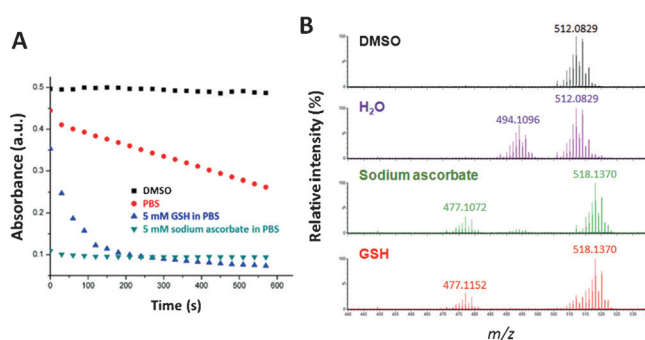 A
Absorbance (a.u.)
0.5
0.4
0.3
0.2
0.1
DMSO
PBS
5 mM GSH in PBS
5 mM sodium ascorbate in PBS
0 100 200 300 400 500 600
Time (s)
B
Relative intensity (%)
DMSO
512.0829
H₂O
512.0829
494.1096
Sodium ascorbate
518.1370
477.1072
GSH
518.1370
477.1152
m/z